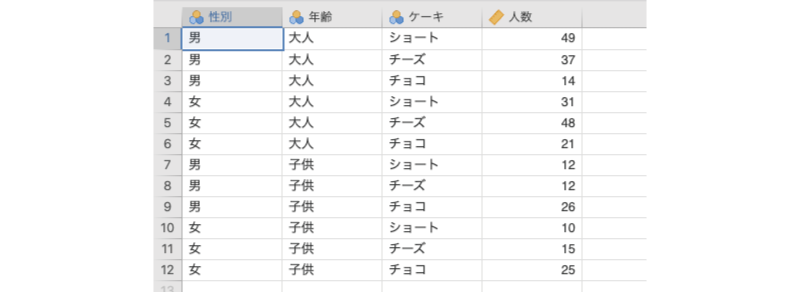 性別 年齢 ケーキ 人数
1 男 大人 ショート 49
2 男 大人 チーズ 37
3 男 大人 チョコ 14
4 女 大人 ショート 31
5 女 大人 チーズ 48
6 女 大人 チョコ 21
7 男 子供 ショート 12
8 男 子供 チーズ 12
9 男 子供 チョコ 26
10 女 子供 ショート 10
11 女 子供 チーズ 15
12 女 子供 チョコ 25
13